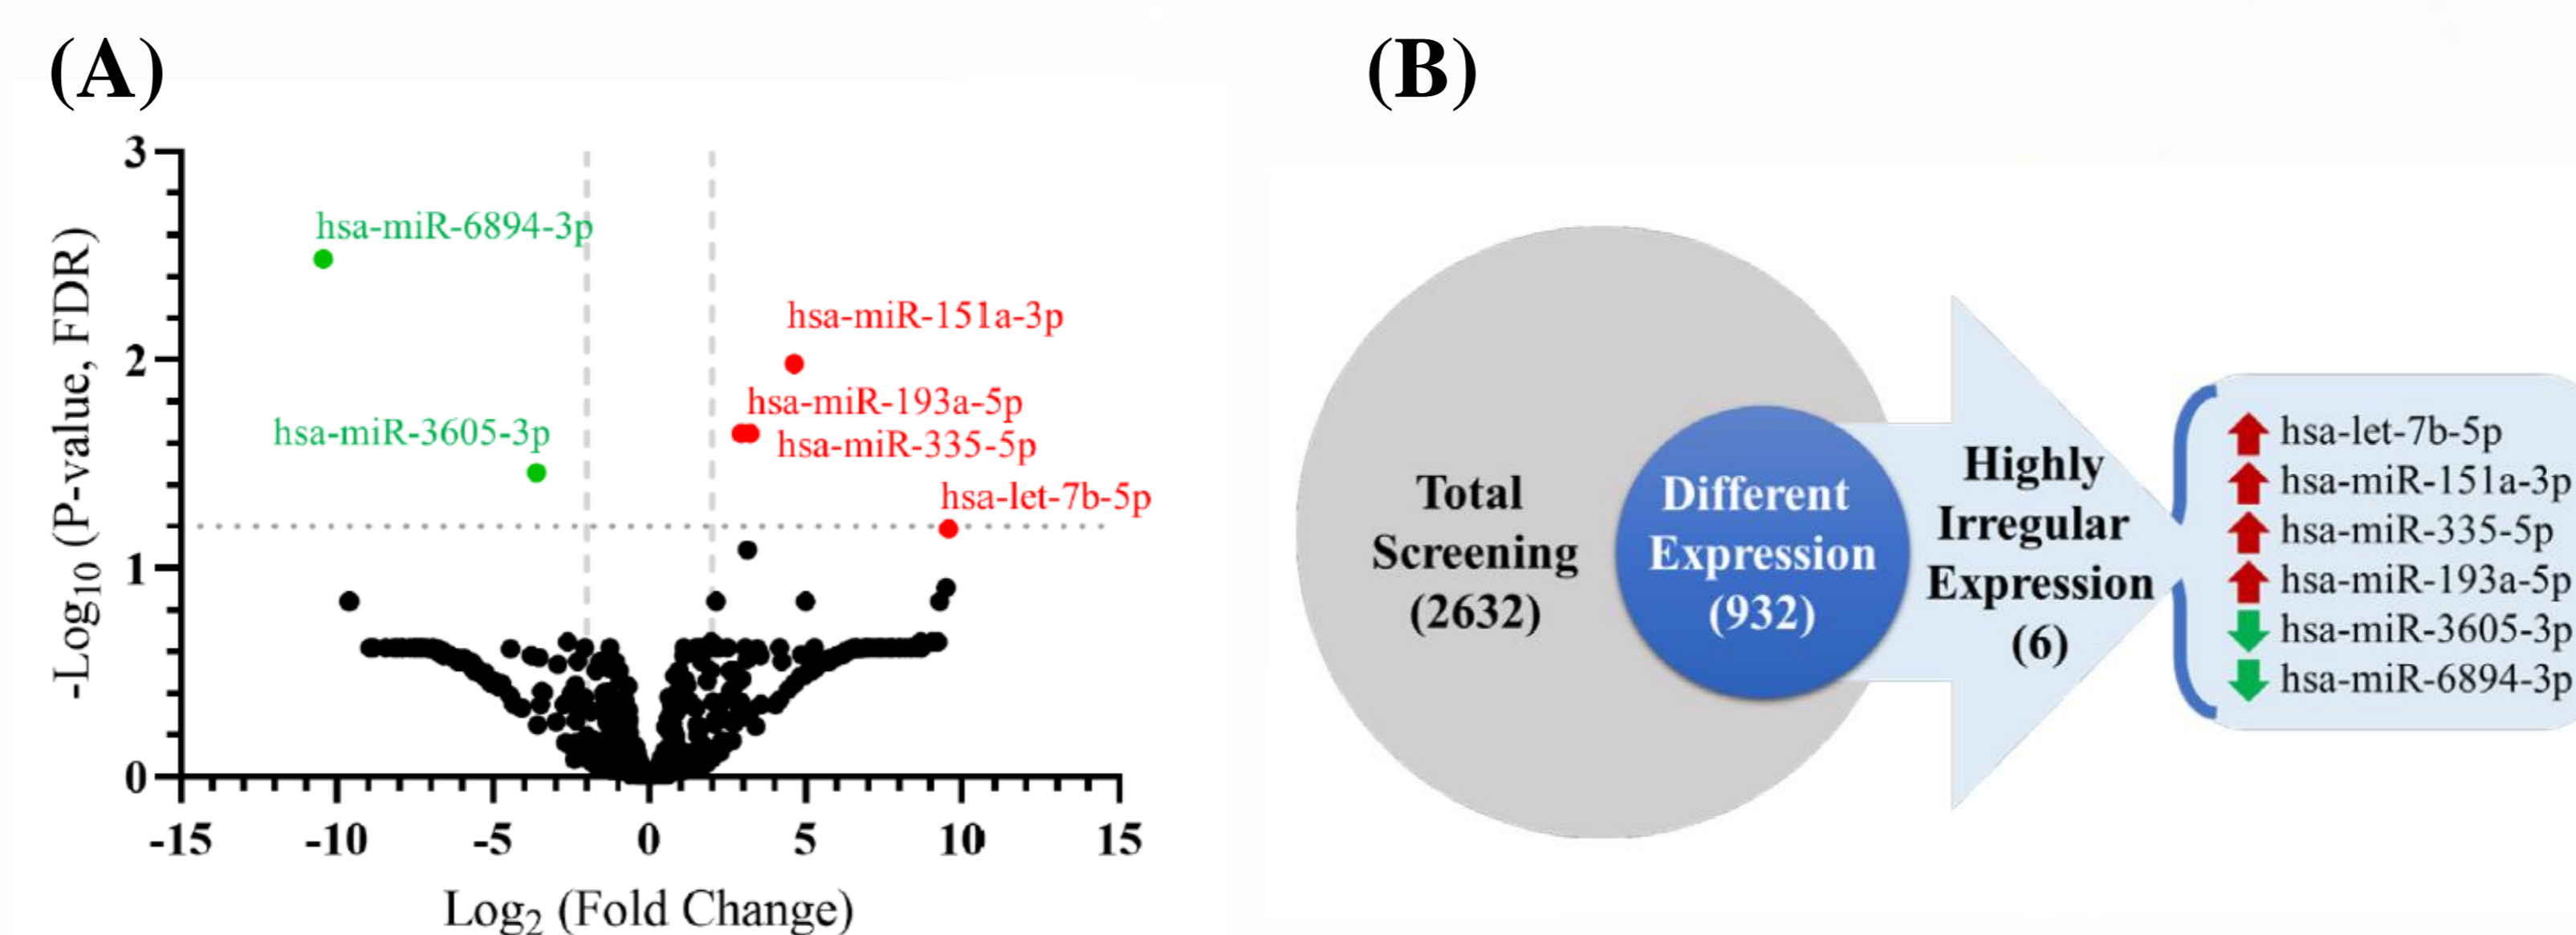 (A)
3
2
1
0
-Log10 (P-value, FDR)
hsa-miR-6894-3p
hsa-miR-151a-3p
hsa-miR-193a-5p
hsa-miR-3605-3p
hsa-miR-335-5p
hsa-let-7b-5p
-15 -10 -5 0 5 10 15
Log2 (Fold Change)
(B)
Total
Screening
(2632)
Different
Expression
(932)
Highly
Irregular
Expression
(6)
hsa-let-7b-5p
hsa-miR-151a-3p
hsa-miR-335-5p
hsa-miR-193a-5p
hsa-miR-3605-3p
hsa-miR-6894-3p